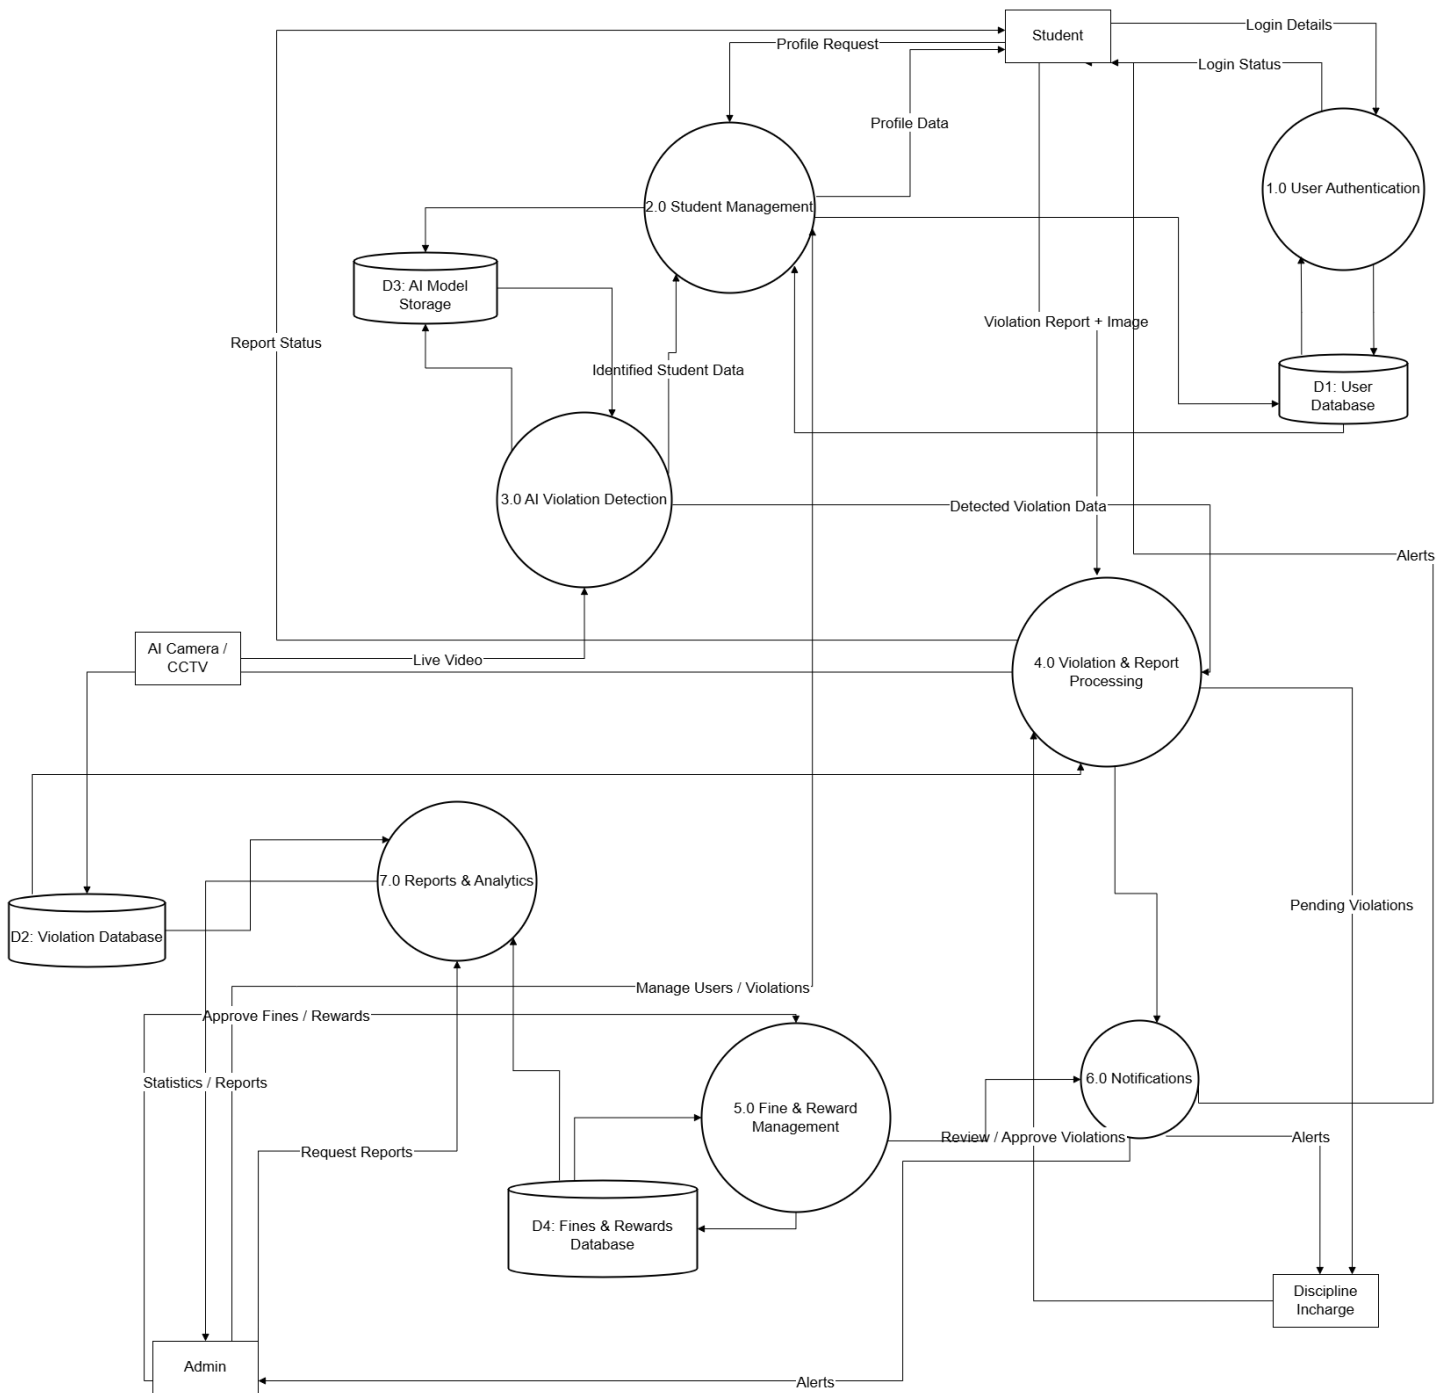 Student
Login Details
Profile Request
Login Status
Profile Data
1.0 User Authentication
2.0 Student Management
D3: AI Model
Storage
Violation Report + Image
Report Status
Identified Student Data
D1: User
Database
3.0 AI Violation Detection
Detected Violation Data
Alerts
AI Camera /
CCTV
Live Video
4.0 Violation & Report
Processing
7.0 Reports & Analytics
Pending Violations
D2: Violation Database
Manage Users / Violations
Approve Fines / Rewards
Statistics / Reports
6.0 Notifications
5.0 Fine & Reward
Management
Review / Approve Violations
Alerts
Request Reports
D4: Fines & Rewards
Database
Discipline
Incharge
Admin
Alerts